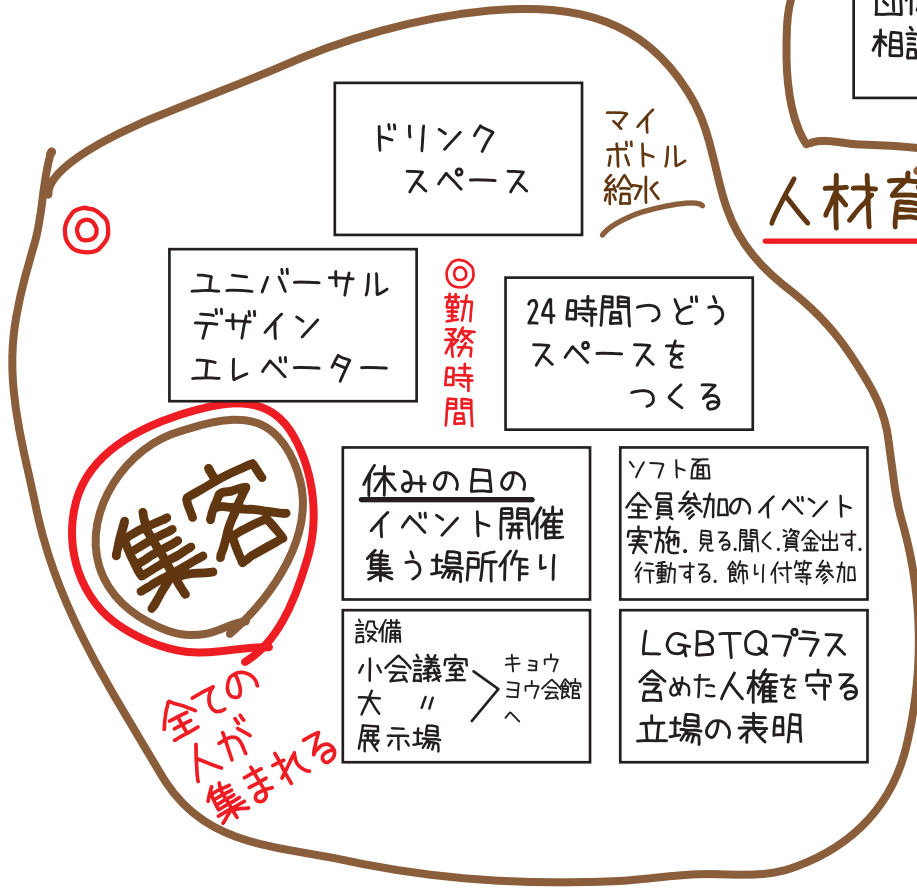 相談
ドリンク
スペース
マイ
ボトル
給水
人材育
◎
ユニバーサル
デザイン
エレベーター
◎勤務時間
24時間つどう
スペースを
つくる
集客
休みの日の
イベント開催
集う場所作り
ソフト面
全員参加のイベント
実施. 見る.聞く.資金出す.
行動する. 飾り付等参加
設備
小会議室
大 〃
展示場
キョウ
ヨウ会館
へ
LGBTQプラス
含めた人権を守る
立場の表明
全ての
人が
集まれる